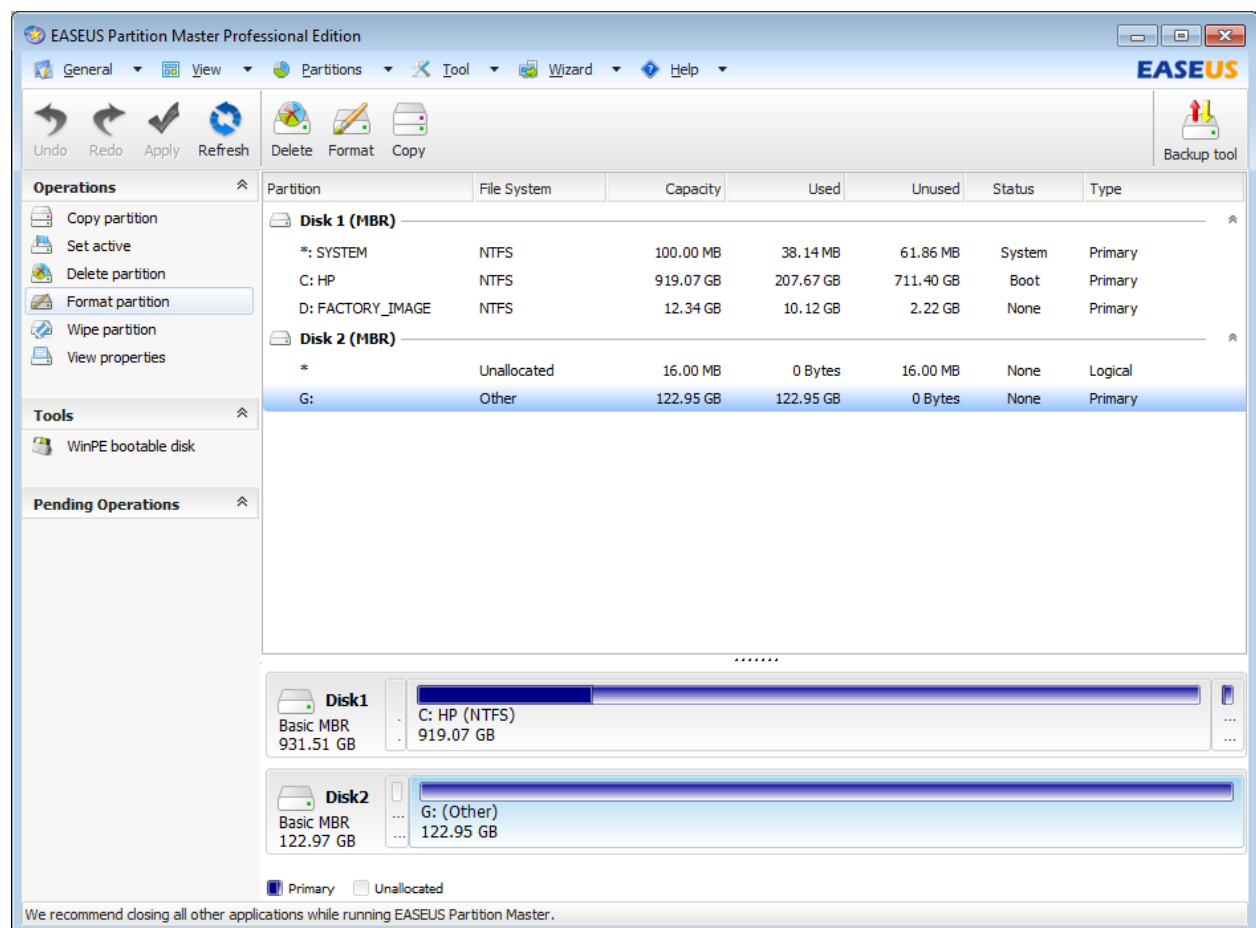 EASEUS Partition Master Professional Edition
General View Partitions Tool Wizard Help EASEUS
Undo Redo Apply Refresh Delete Format Copy Backup tool
Operations
Copy partition
Set active
Delete partition
Format partition
Wipe partition
View properties
Tools
WinPE bootable disk
Pending Operations
Partition File System Capacity Used Unused Status Type
Disk 1 (MBR)
*: SYSTEM NTFS 100.00 MB 38.14 MB 61.86 MB System Primary
C: HP NTFS 919.07 GB 207.67 GB 711.40 GB Boot Primary
D: FACTORY_IMAGE NTFS 12.34 GB 10.12 GB 2.22 GB None Primary
Disk 2 (MBR)
* Unallocated 16.00 MB 0 Bytes 16.00 MB None Logical
G: Other 122.95 GB 122.95 GB 0 Bytes None Primary
Disk1
Basic MBR
931.51 GB
. 
.
C: HP (NTFS)
919.07 GB
...
...
Disk2
Basic MBR
122.97 GB
...
...
G: (Other)
122.95 GB
Primary Unallocated
We recommend closing all other applications while running EASEUS Partition Master.